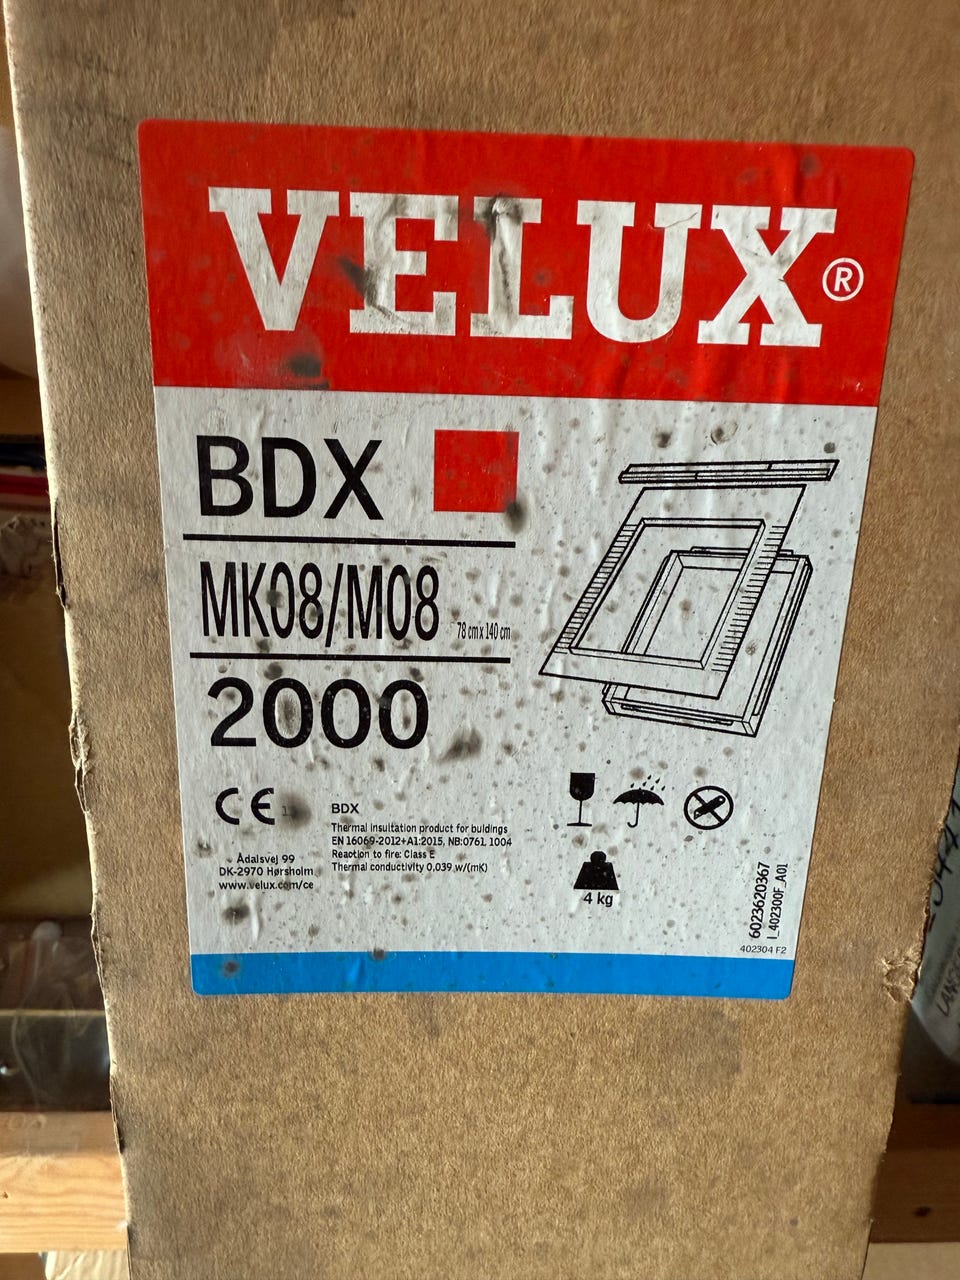 VELUX®
BDX
MK08/M08 78 cm x 140 cm
2000
CE
Ådalsvej 99
DK-2970 Hørsholm
www.velux.com/ce
BDX
Thermal insultation product for buldings
EN 16069-2012+A1:2015, NB:0761, 1004
Reaction to fire: Class E
Thermal conductivity 0,039 w/(mK)
4 kg
6023620367
I_402300F_A01
402304 F2